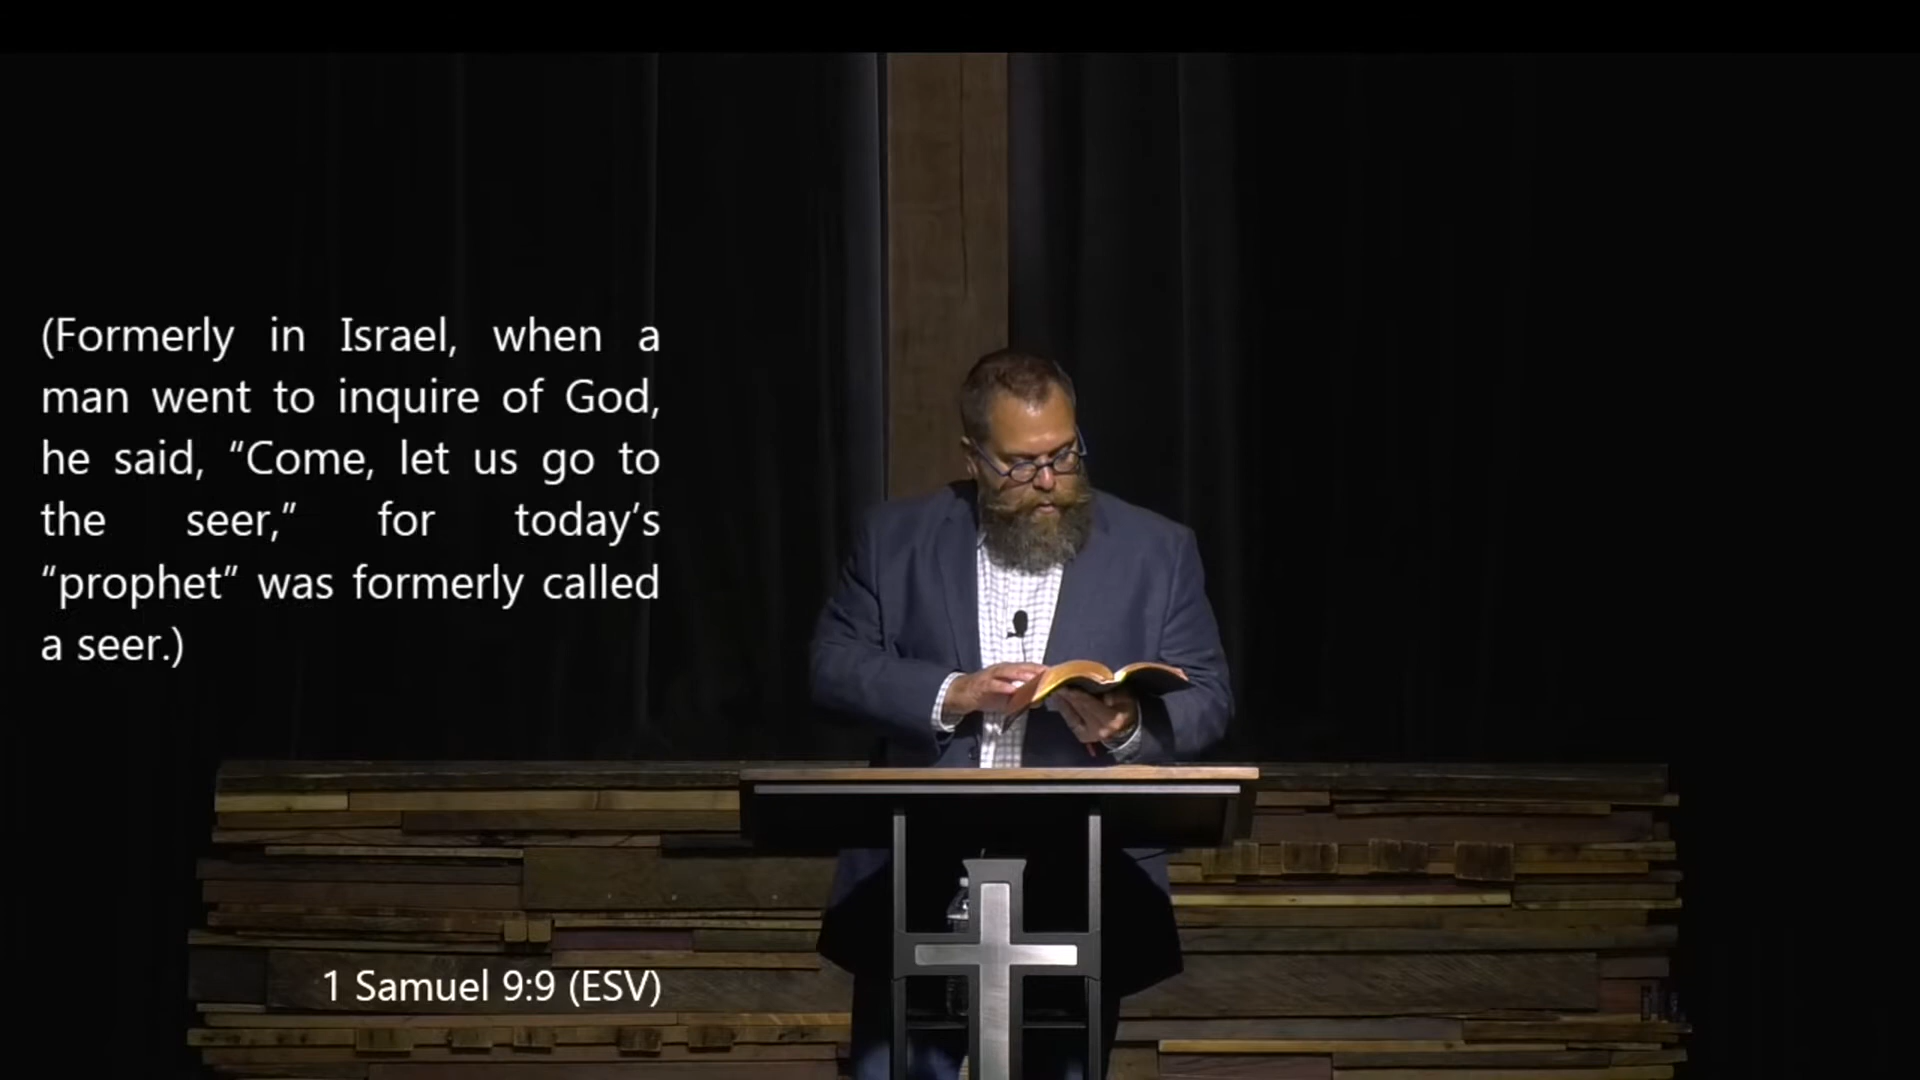 (Formerly in Israel, when a
man went to inquire of God,
he said, “Come, let us go to
the seer,” for today’s
“prophet” was formerly called
a seer.)
1 Samuel 9:9 (ESV)